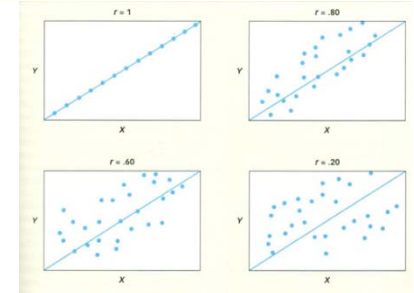 r = 1
r = .80
Y
Y
X
X
r = .60
r = .20
Y
Y
X
X